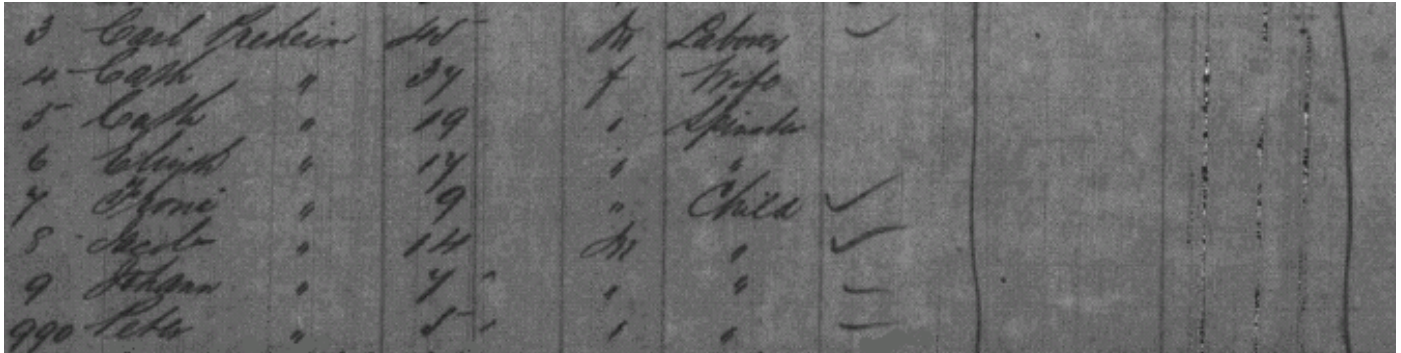 3 Carl Prehein 45 M Laborer
4 Cath " 37 f Wife
5 Cath " 19 " Spinster
6 " 17 " "
7 " 9 " Child
8 Jacob " 14 M "
9 Johann " 7 " "
990 Peter " 5 " "